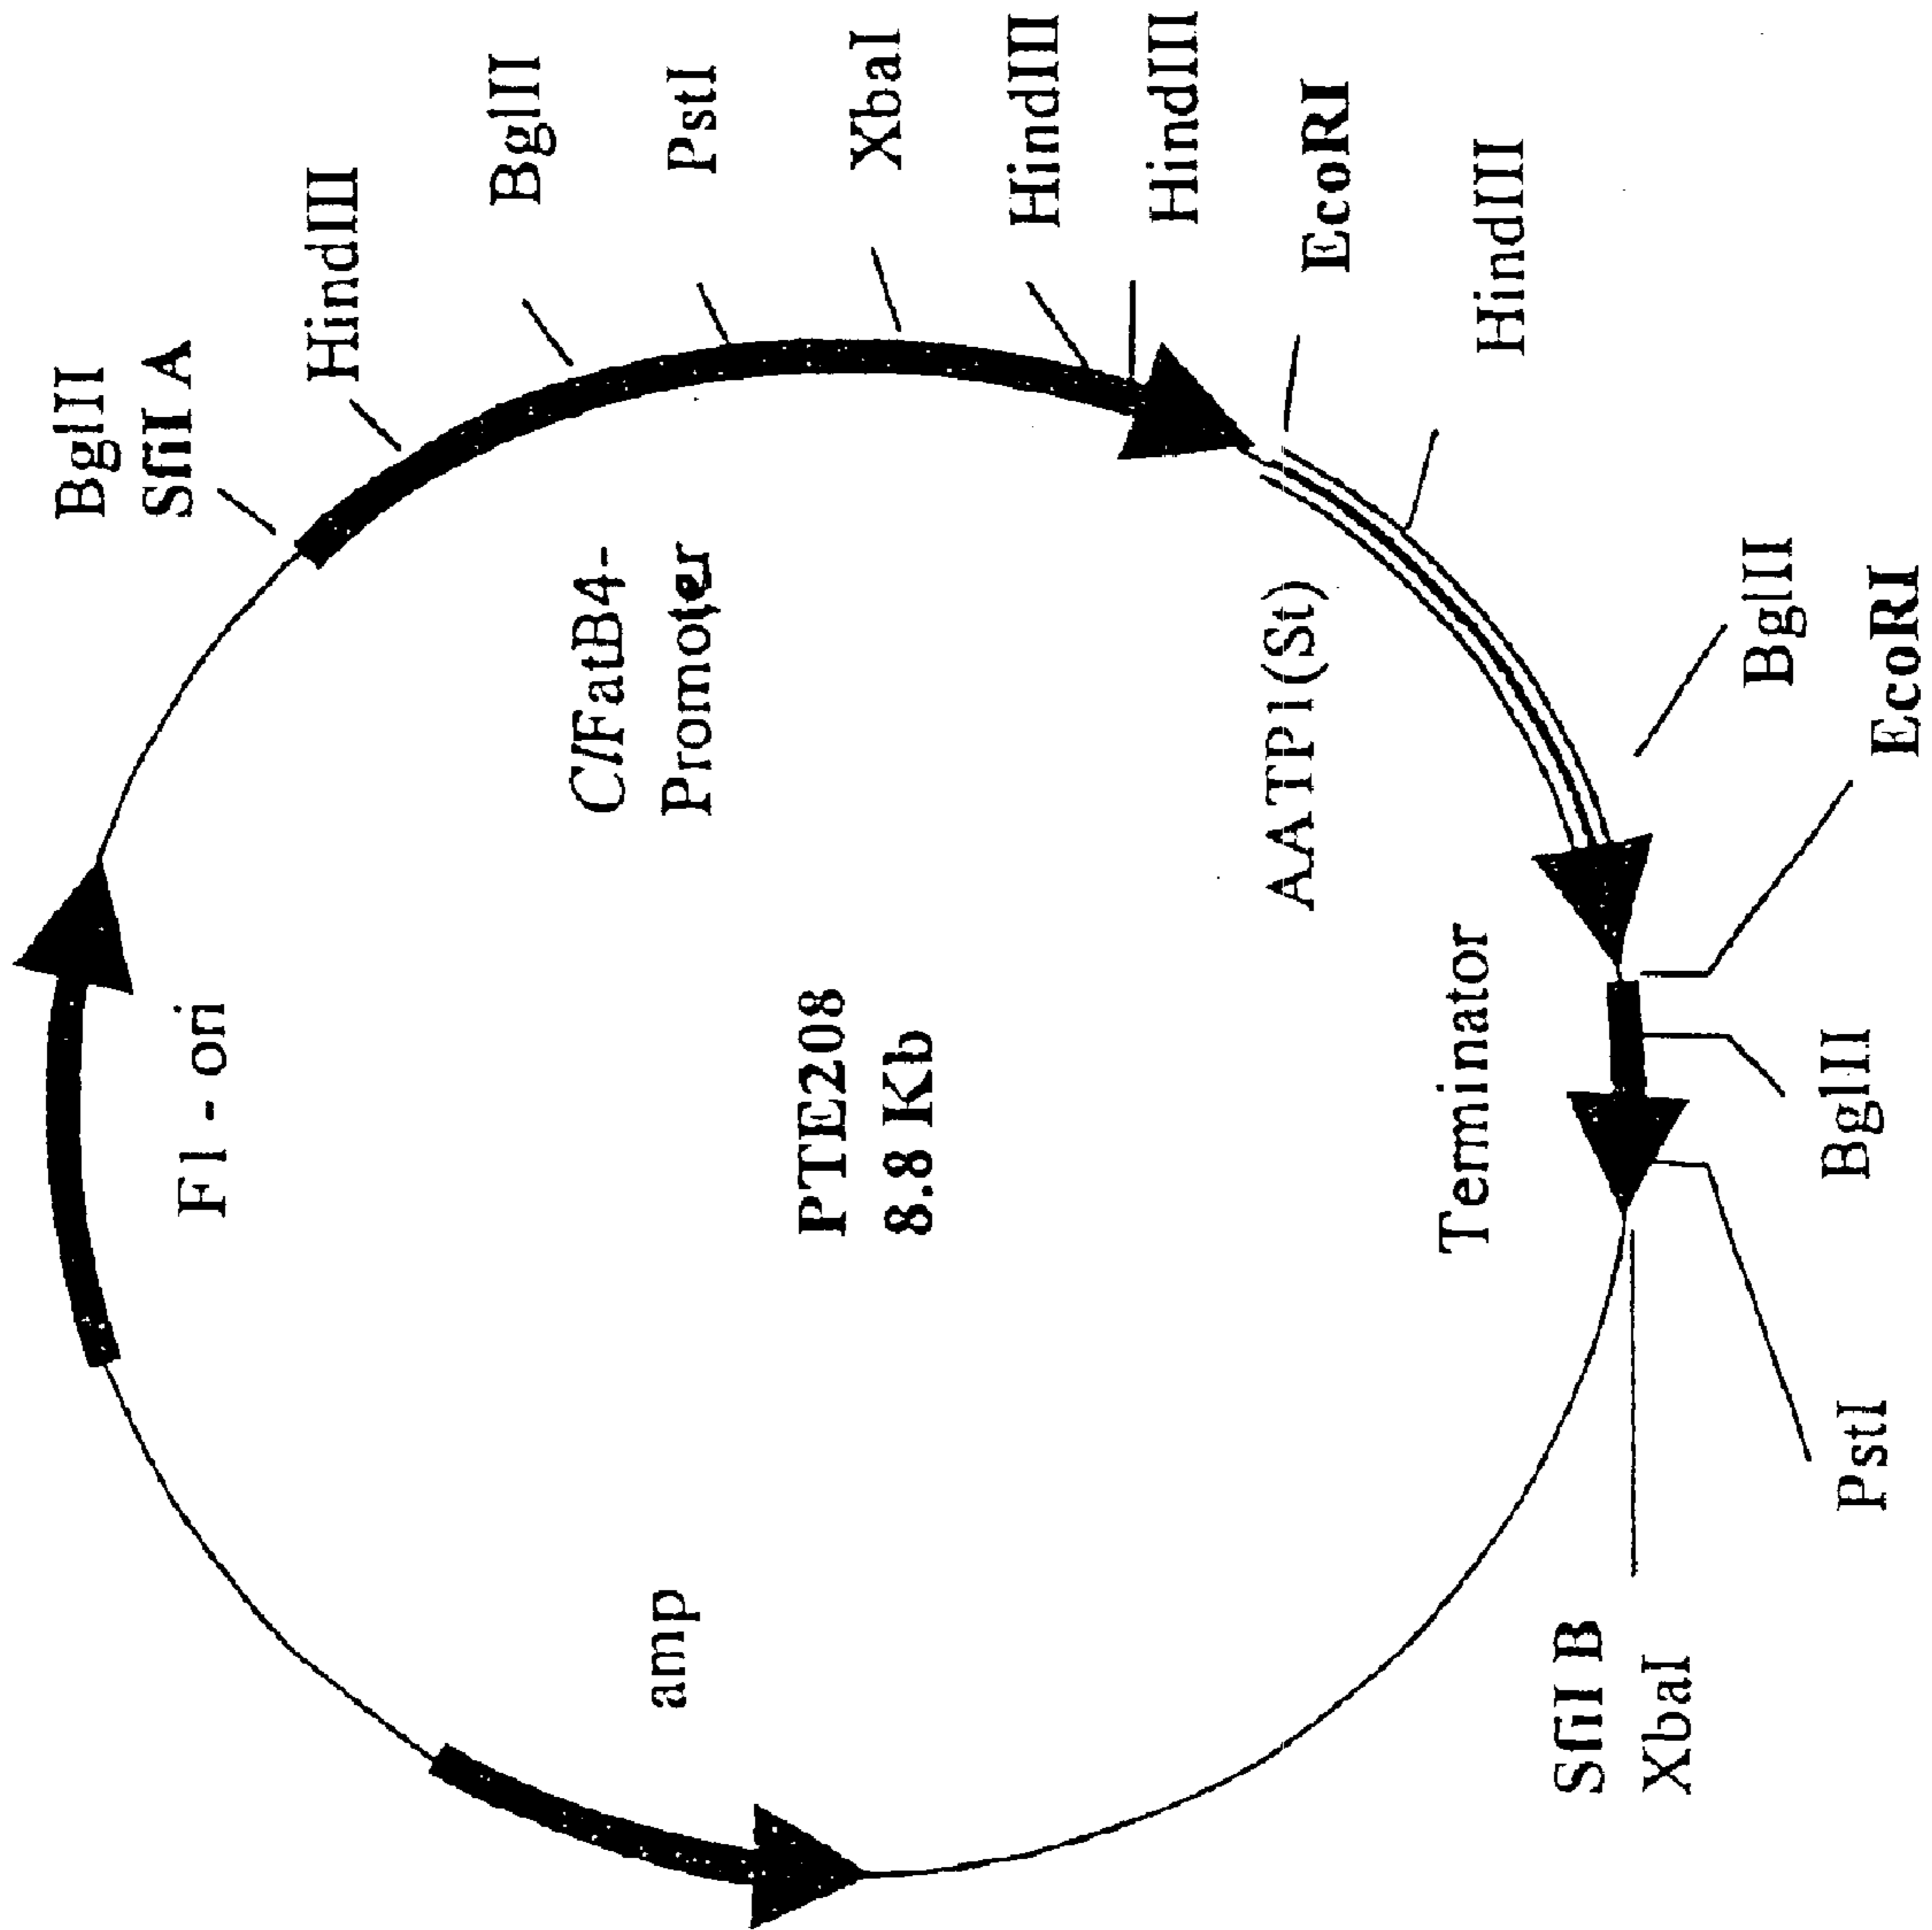 BglII
SfiI A
F1 - ori
HindIII
BglII
ClFatB4-
Promoter
amp
PstI
XbaI
PTE208
8.8 Kb
HindIII
HindIII
EcoRI
AATP1(St)
Terminator
HindIII
SfiI B
XbaI
BglII
EcoRI
BglII
PstI